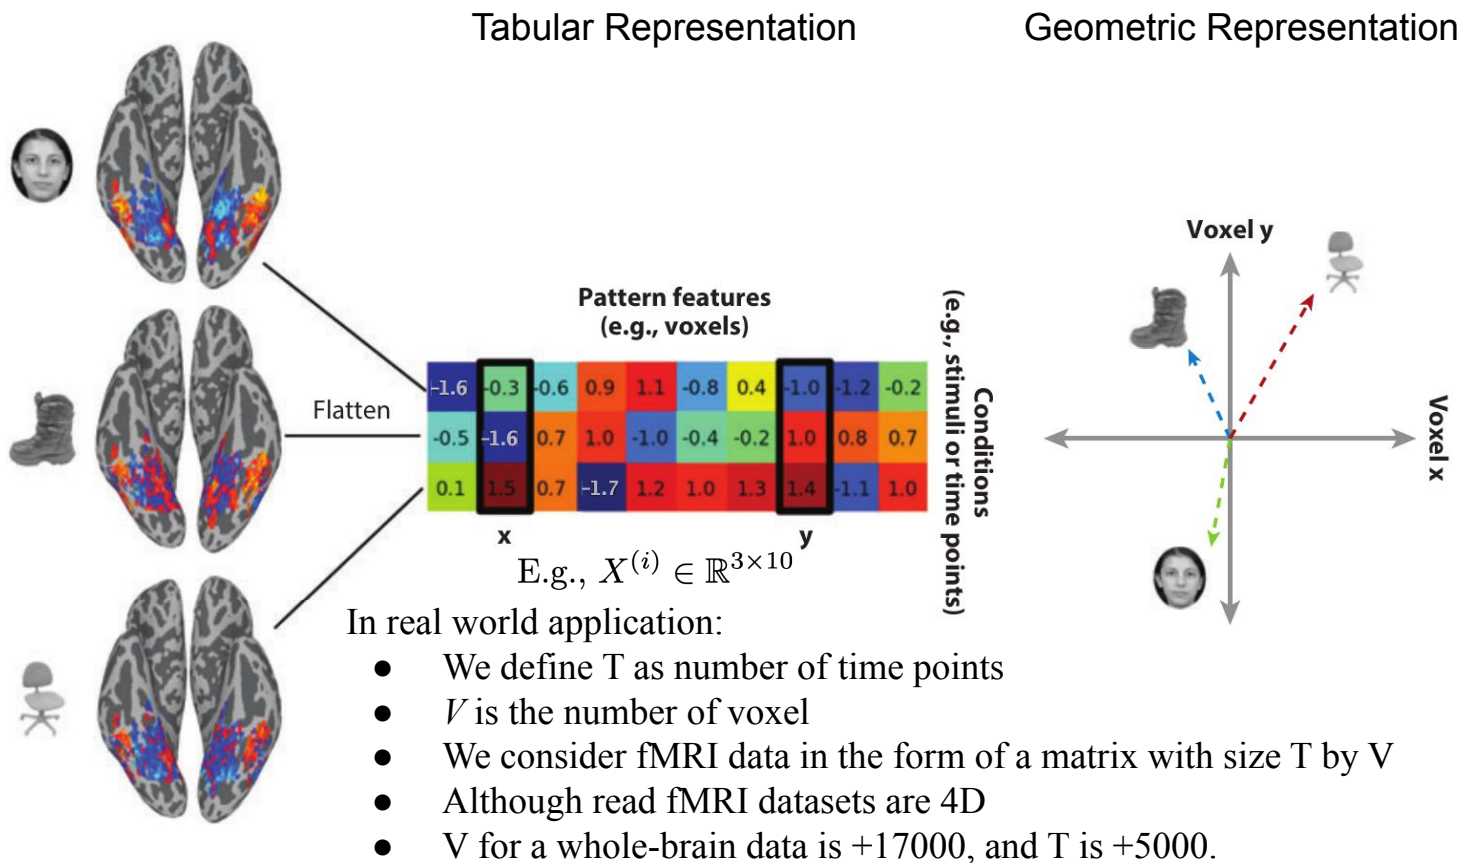 Tabular Representation
Geometric Representation
Pattern features
(e.g., voxels)
Conditions
(e.g., stimuli or time points)
Flatten
-1.6 -0.3 -0.6 0.9 1.1 -0.8 0.4 -1.0 -1.2 -0.2
-0.5 -1.6 0.7 1.0 -1.0 -0.4 -0.2 1.0 0.8 0.7
0.1 1.5 0.7 -1.7 1.2 1.0 1.3 1.4 -1.1 1.0
x y
E.g., X^{(i)} ∈ ℝ^{3×10}
Voxel y
Voxel x
In real world application:
● We define T as number of time points
● V is the number of voxel
● We consider fMRI data in the form of a matrix with size T by V
● Although read fMRI datasets are 4D
● V for a whole-brain data is +17000, and T is +5000.